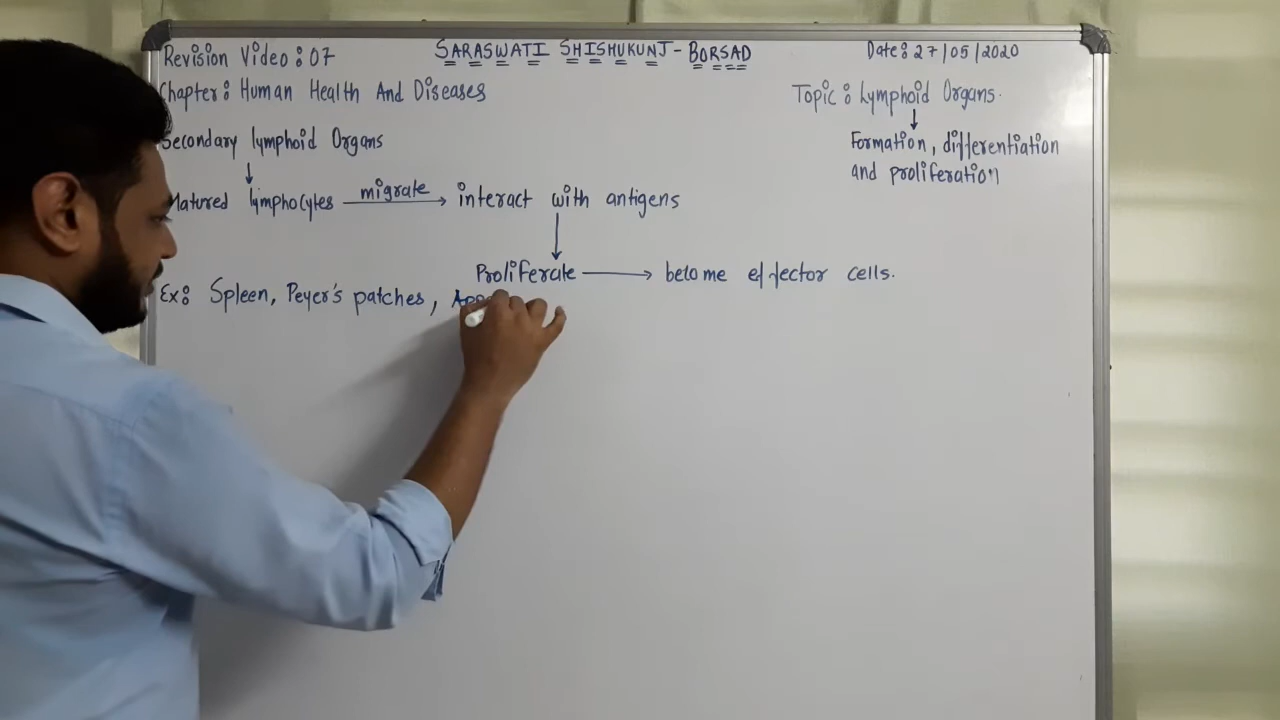 Revision Video : 07
SARASWATI SHISHUKUNJ - BORSAD
Date : 27/05/2020
Chapter : Human Health And Diseases
Topic : Lymphoid Organs.
Formation, differentiation
and proliferation
Secondary lymphoid Organs
Matured lymphocytes migrate interact with antigens
Proliferate become effector cells.
Ex: Spleen, Peyer's patches,